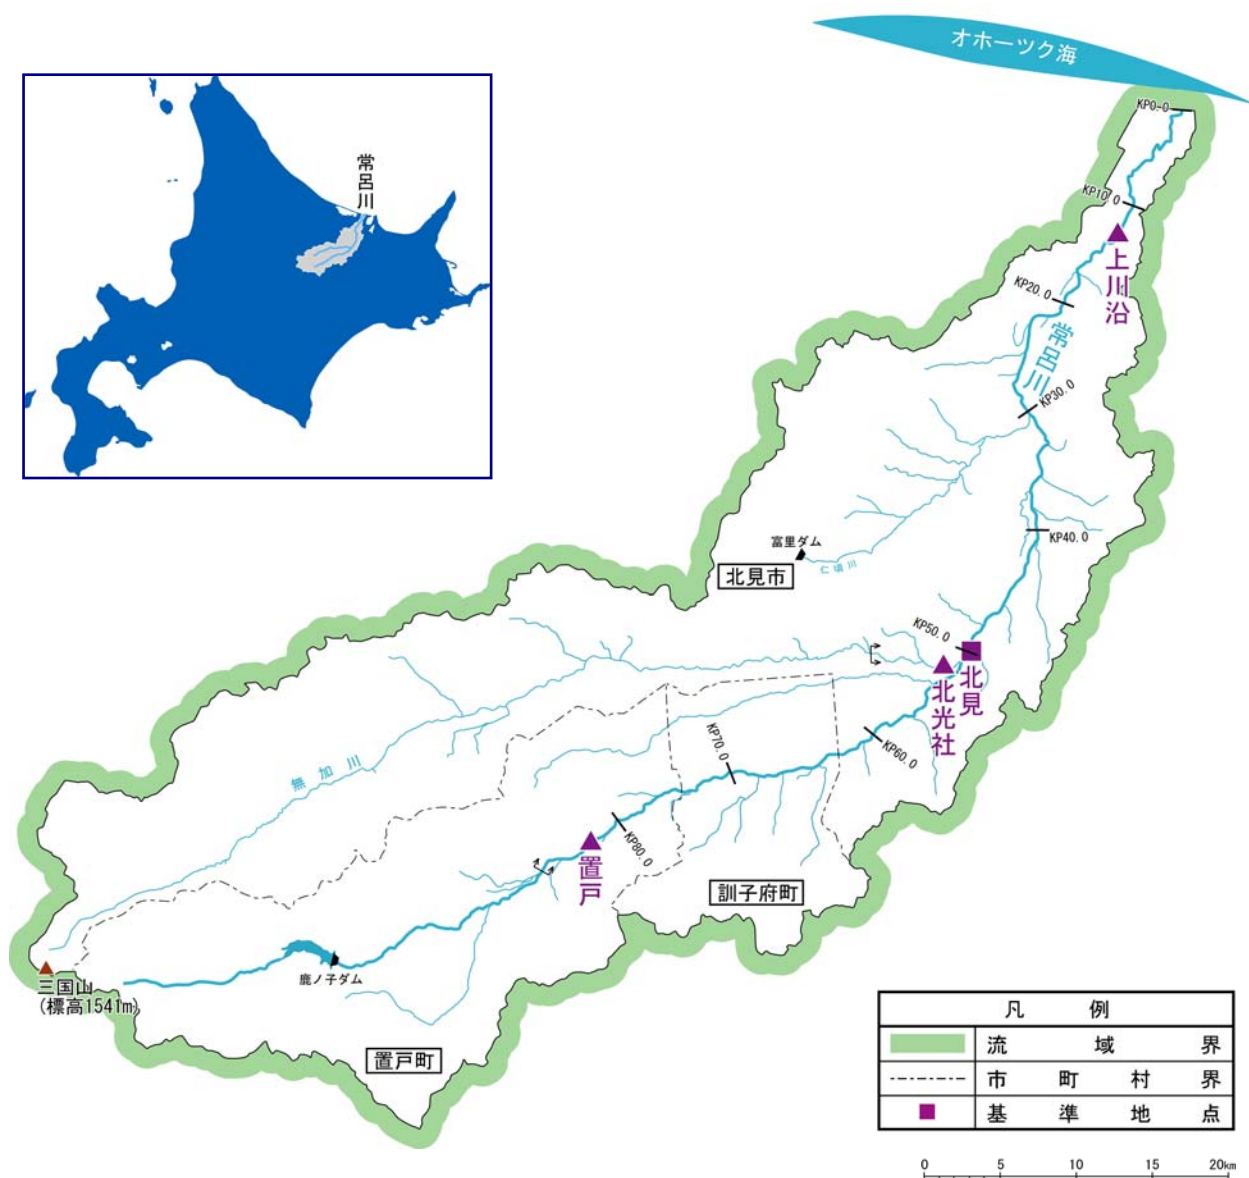 オホーツク海
常呂川
KP0.0
KP10.0
上川沿
KP20.0
常呂川
KP30.0
KP40.0
富里ダム
仁頃川
北見市
KP50.0
北見
北光社
KP60.0
KP70.0
無加川
KP80.0
置戸
訓子府町
鹿ノ子ダム
三国山
(標高1541m)
置戸町
凡 例
流域界
市町村界
基準地点
0 5 10 15 20km